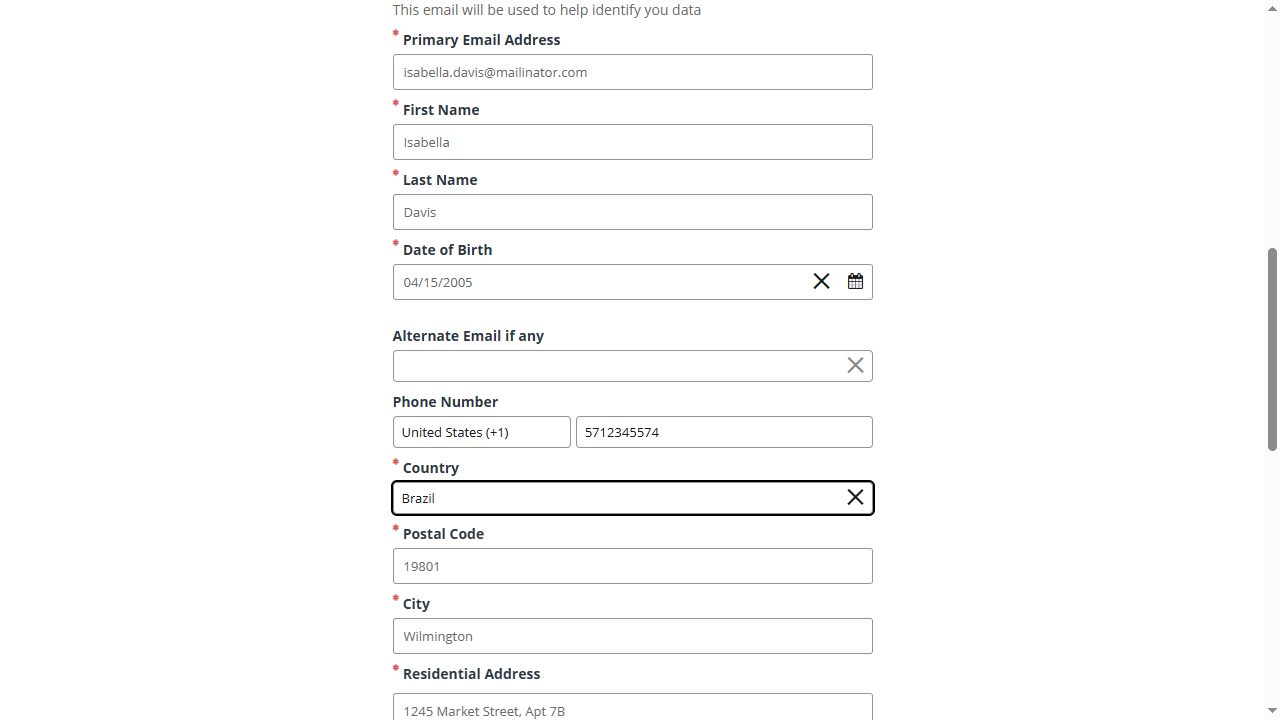 This email will be used to help identify you data
* Primary Email Address
isabella.davis@mailinator.com
* First Name
Isabella
* Last Name
Davis
* Date of Birth
04/15/2005
Alternate Email if any
Phone Number
United States (+1) 5712345574
* Country
Brazil
* Postal Code
19801
* City
Wilmington
* Residential Address
1245 Market Street, Apt 7B